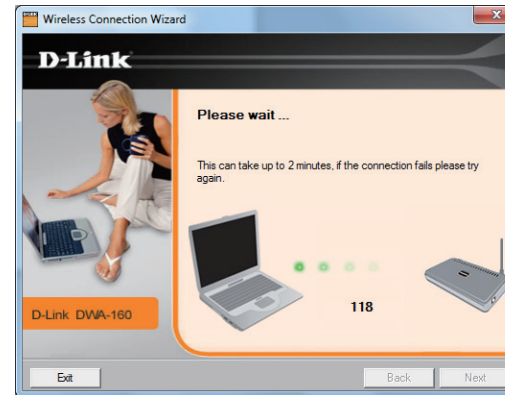 Wireless Connection Wizard
D-Link
Please wait ...
This can take up to 2 minutes, if the connection fails please try
again.
118
D-Link DWA-160
Exit
Back
Next